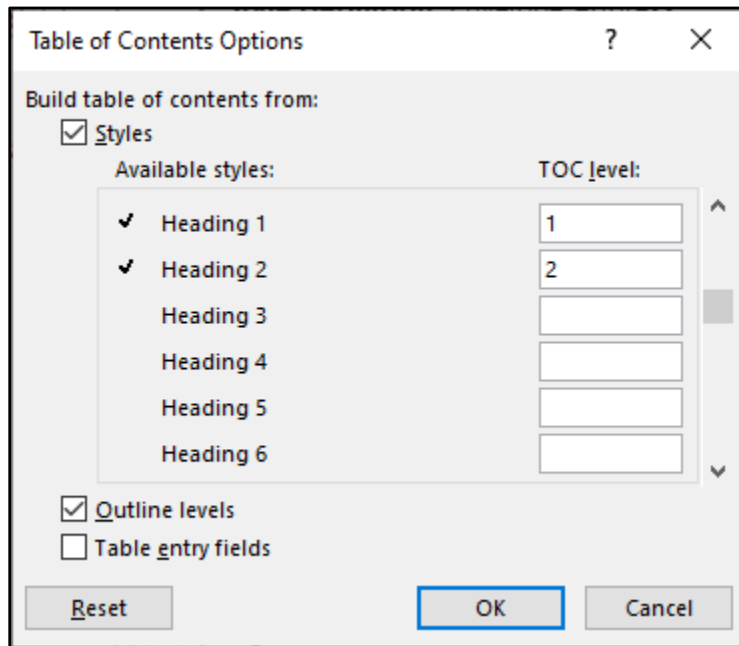 Table of Contents Options ? ×
Build table of contents from:
Styles
Available styles: TOC level:
Heading 1 1
Heading 2 2
Heading 3
Heading 4
Heading 5
Heading 6
Outline levels
Table entry fields
Reset OK Cancel